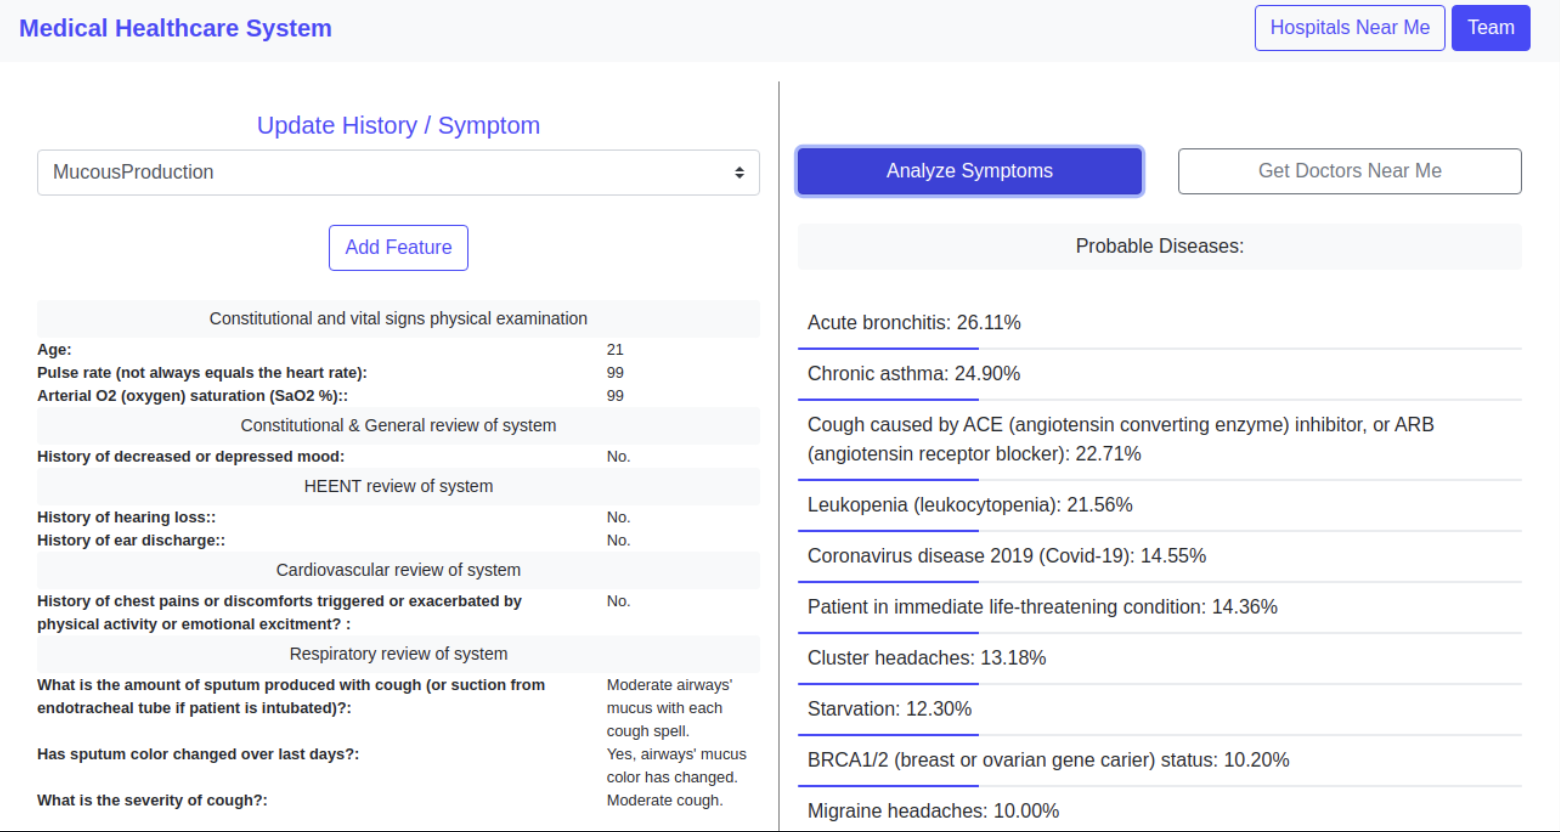 Medical Healthcare System
Hospitals Near Me
Team
Update History / Symptom
MucousProduction
Add Feature
Constitutional and vital signs physical examination
Age: 21
Pulse rate (not always equals the heart rate): 99
Arterial O2 (oxygen) saturation (SaO2 %):: 99
Constitutional & General review of system
History of decreased or depressed mood: No.
HEENT review of system
History of hearing loss:: No.
History of ear discharge:: No.
Cardiovascular review of system
History of chest pains or discomforts triggered or exacerbated by No.
physical activity or emotional excitment? :
Respiratory review of system
What is the amount of sputum produced with cough (or suction from Moderate airways'
endotracheal tube if patient is intubated)?: mucus with each
cough spell.
Has sputum color changed over last days?: Yes, airways' mucus
color has changed.
What is the severity of cough?: Moderate cough.
Analyze Symptoms
Get Doctors Near Me
Probable Diseases:
Acute bronchitis: 26.11%
Chronic asthma: 24.90%
Cough caused by ACE (angiotensin converting enzyme) inhibitor, or ARB
(angiotensin receptor blocker): 22.71%
Leukopenia (leukocytopenia): 21.56%
Coronavirus disease 2019 (Covid-19): 14.55%
Patient in immediate life-threatening condition: 14.36%
Cluster headaches: 13.18%
Starvation: 12.30%
BRCA1/2 (breast or ovarian gene carier) status: 10.20%
Migraine headaches: 10.00%